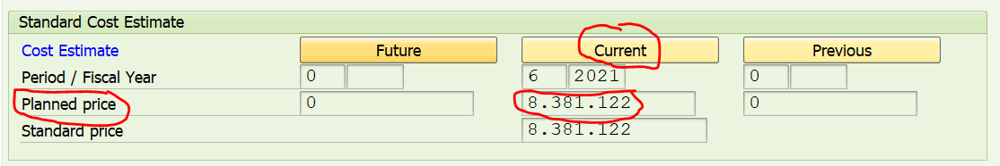 Standard Cost Estimate
Cost Estimate Future Current Previous
Period / Fiscal Year 0 6 2021 0
Planned price 0 8.381.122 0
Standard price 8.381.122